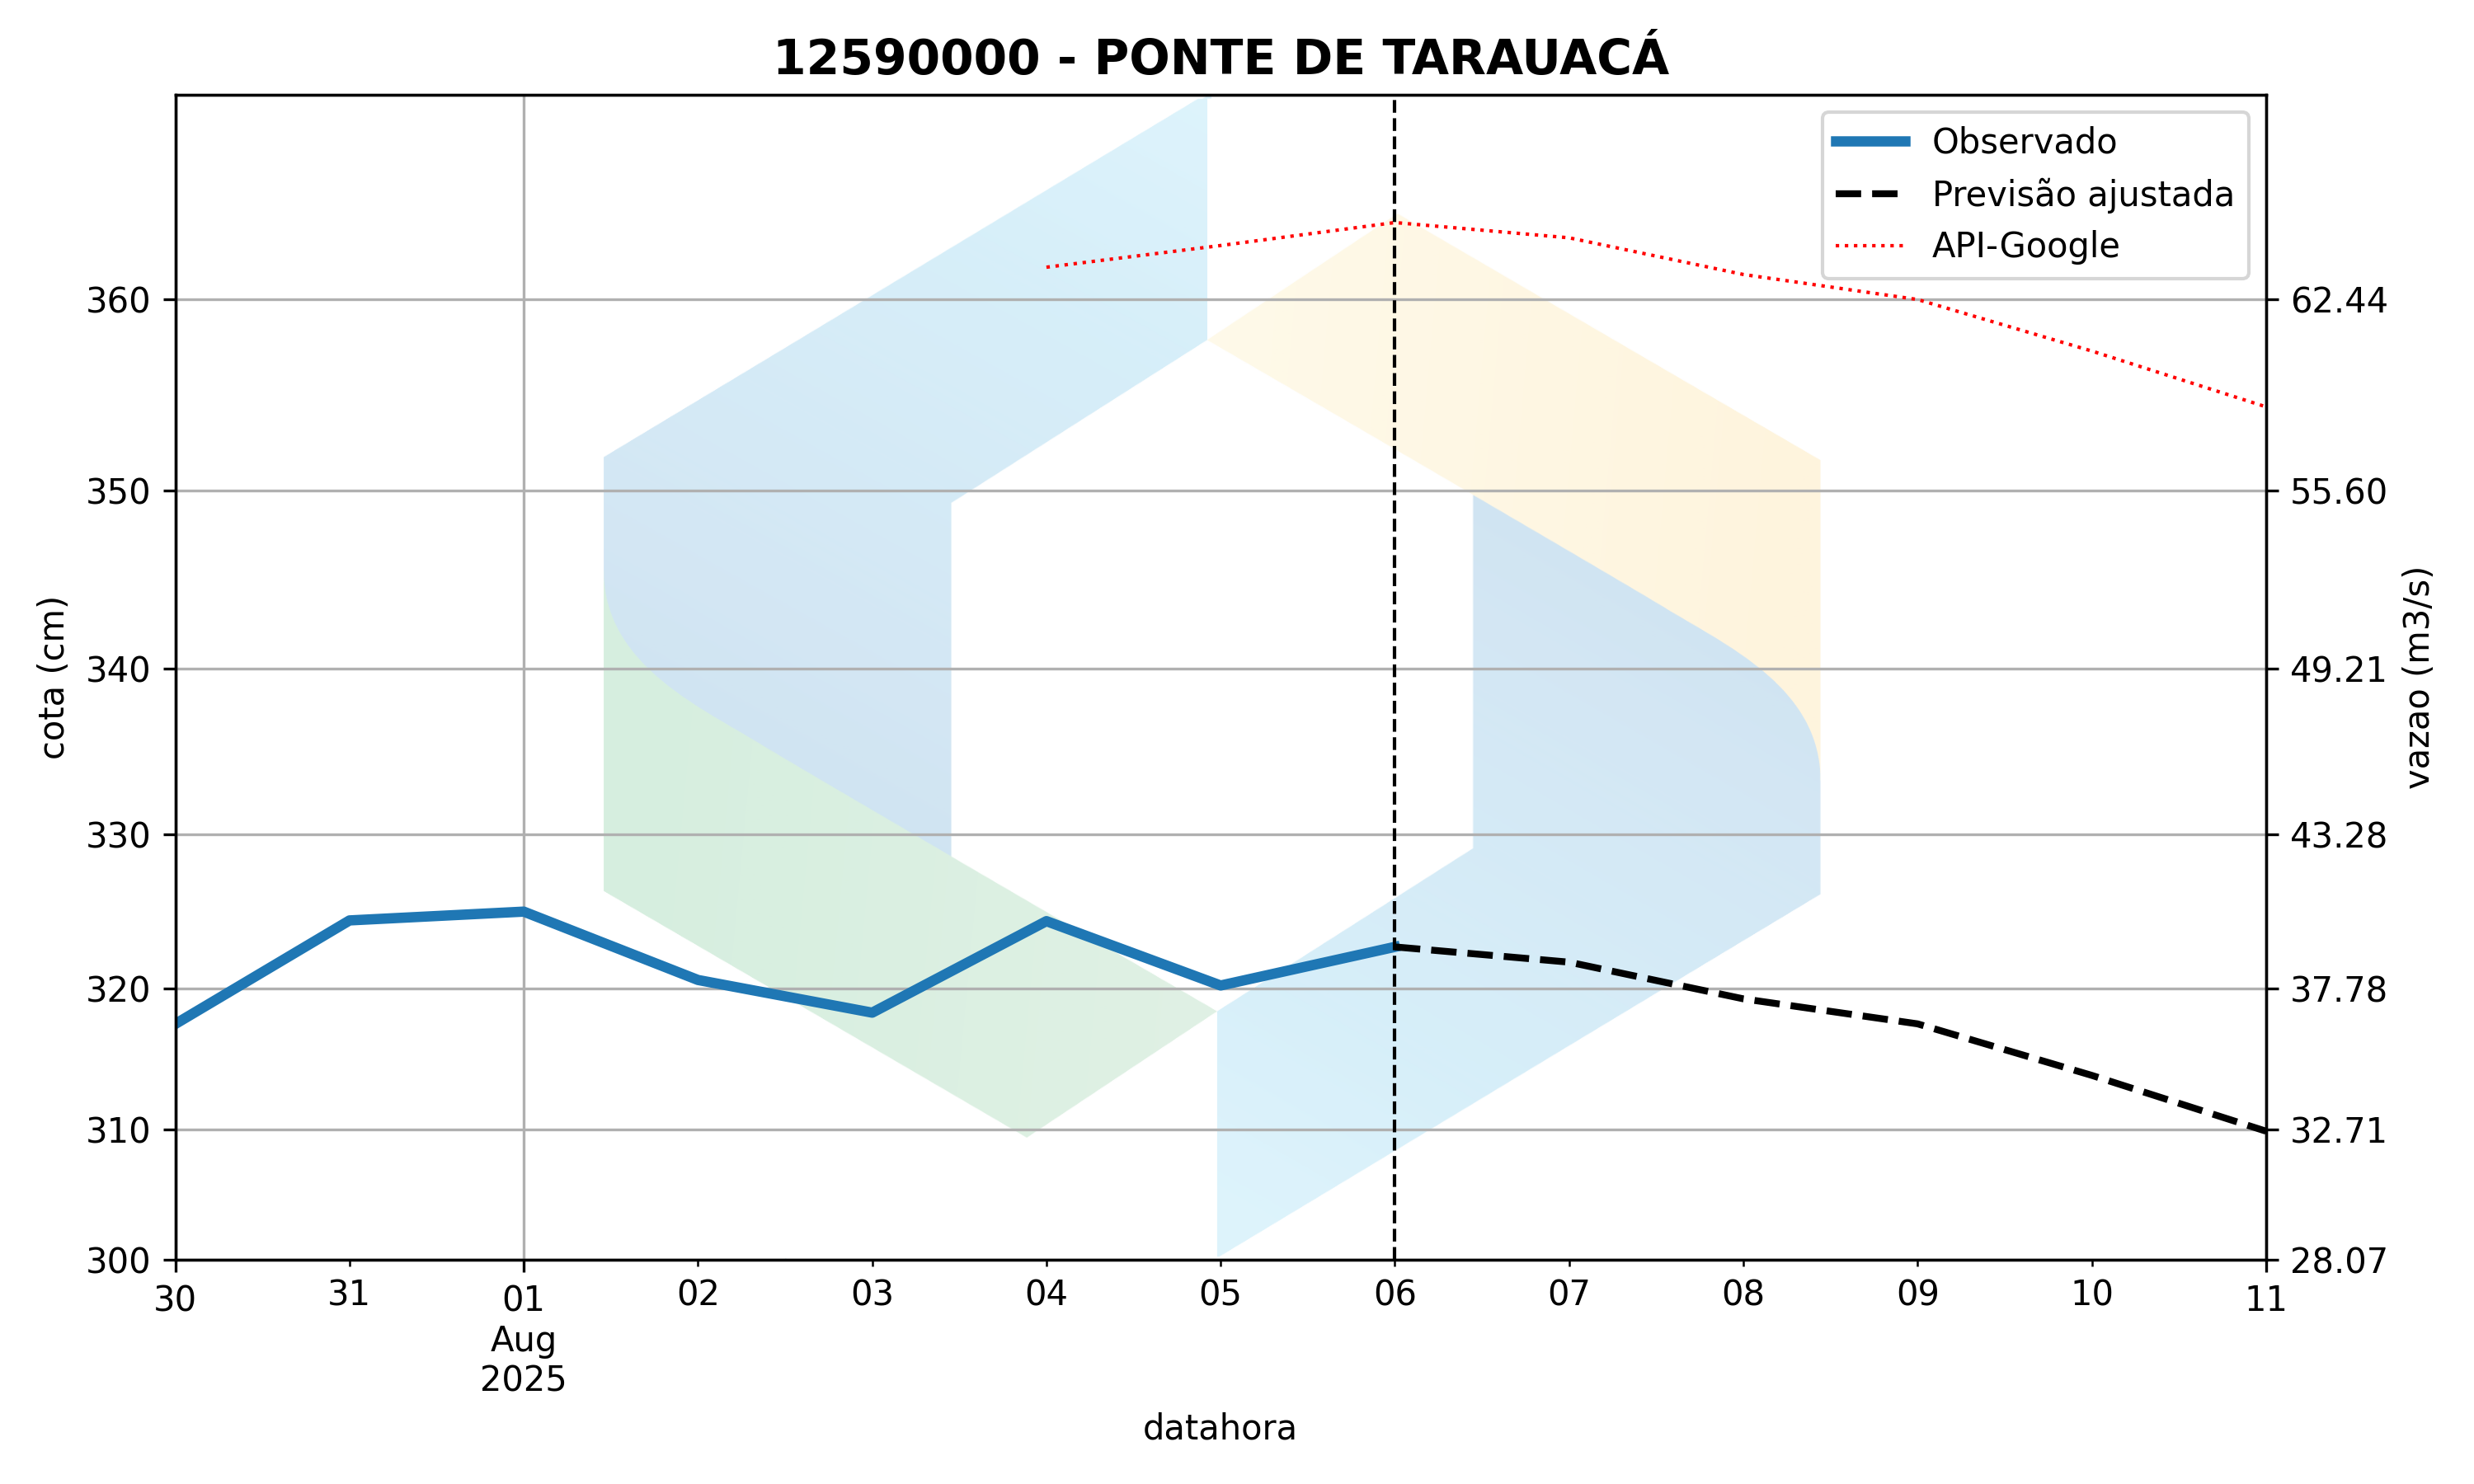 12590000 - PONTE DE TARAUACÁ
Observado
Previsão ajustada
API-Google
cota (cm)
360
350
340
330
320
310
300
vazao (m3/s)
62.44
55.60
49.21
43.28
37.78
32.71
28.07
30 31 01 02 03 04 05 06 07 08 09 10 11
Aug
2025
datahora